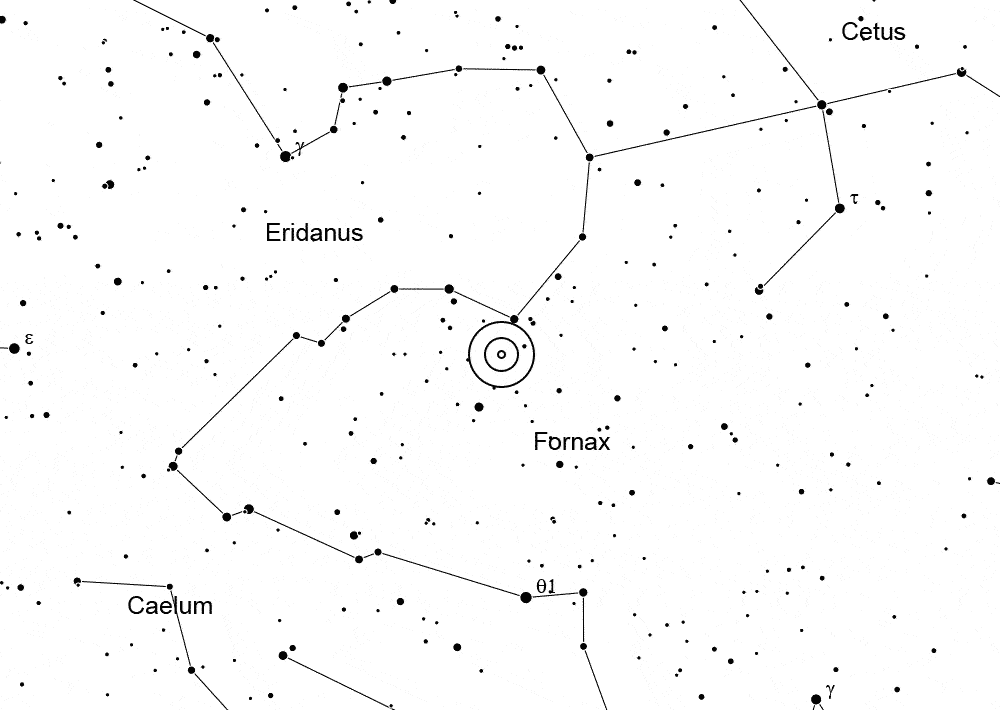 Cetus
γ
τ
Eridanus
ε
Fornax
θ1
Caelum
γ